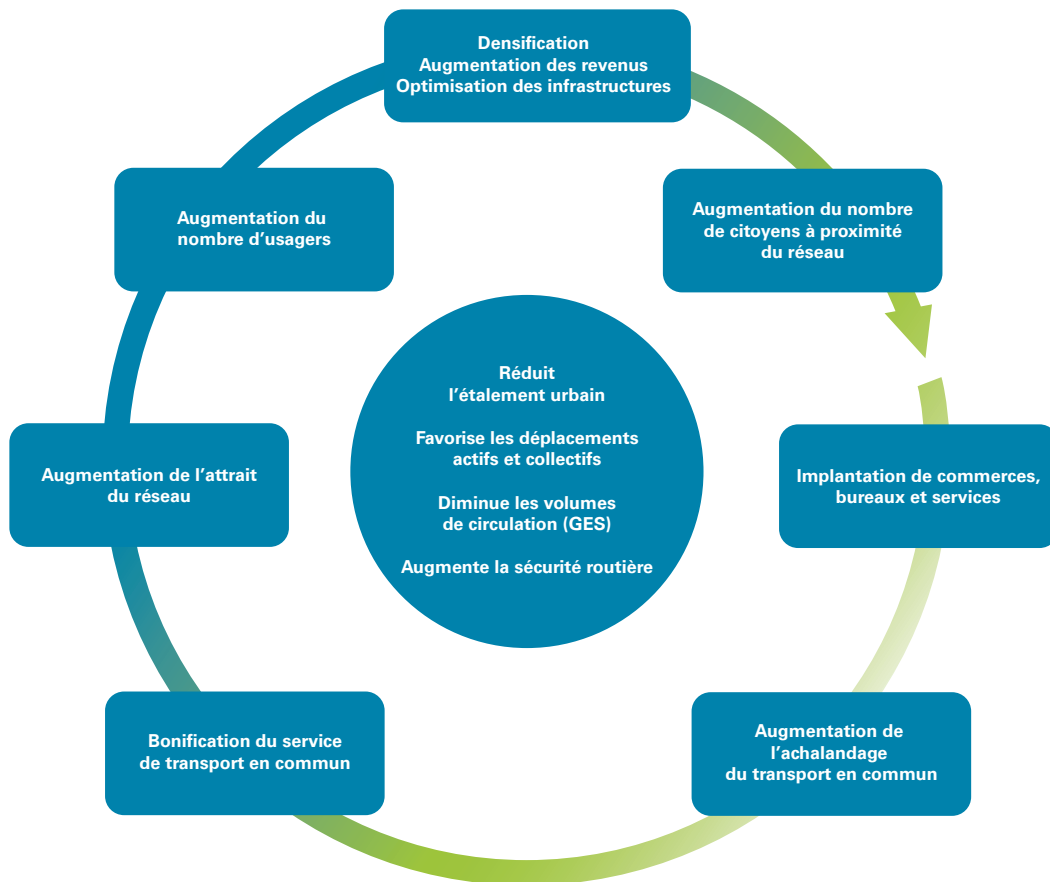 Densification
Augmentation des revenus
Optimisation des infrastructures
Augmentation du nombre
de citoyens à proximité
du réseau
Implantation de commerces,
bureaux et services
Augmentation de
l'achalandage
du transport en commun
Bonification du service
de transport en commun
Augmentation de l'attrait
du réseau
Augmentation du
nombre d'usagers
Réduit
l'étalement urbain
Favorise les déplacements
actifs et collectifs
Diminue les volumes
de circulation (GES)
Augmente la sécurité routière